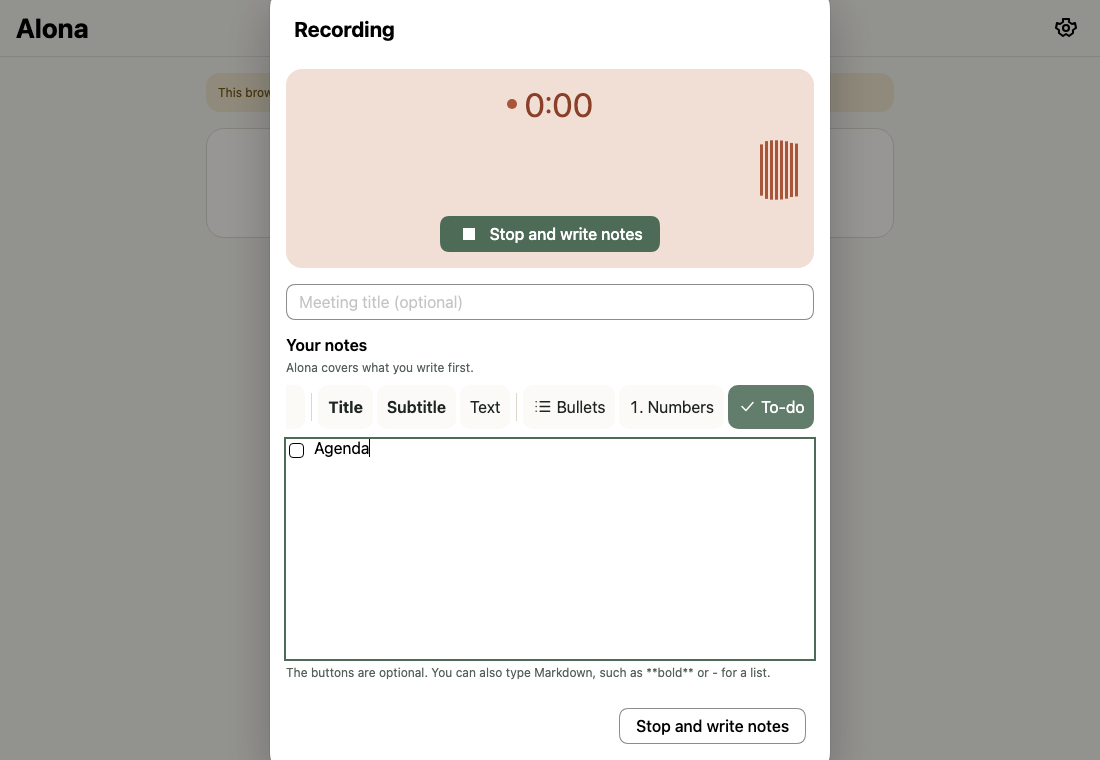 Alona
Recording
This brow
0:00
Stop and write notes
Meeting title (optional)
Your notes
Alona covers what you write first.
Title Subtitle Text Bullets 1. Numbers To-do
Agenda
The buttons are optional. You can also type Markdown, such as **bold** or - for a list.
Stop and write notes